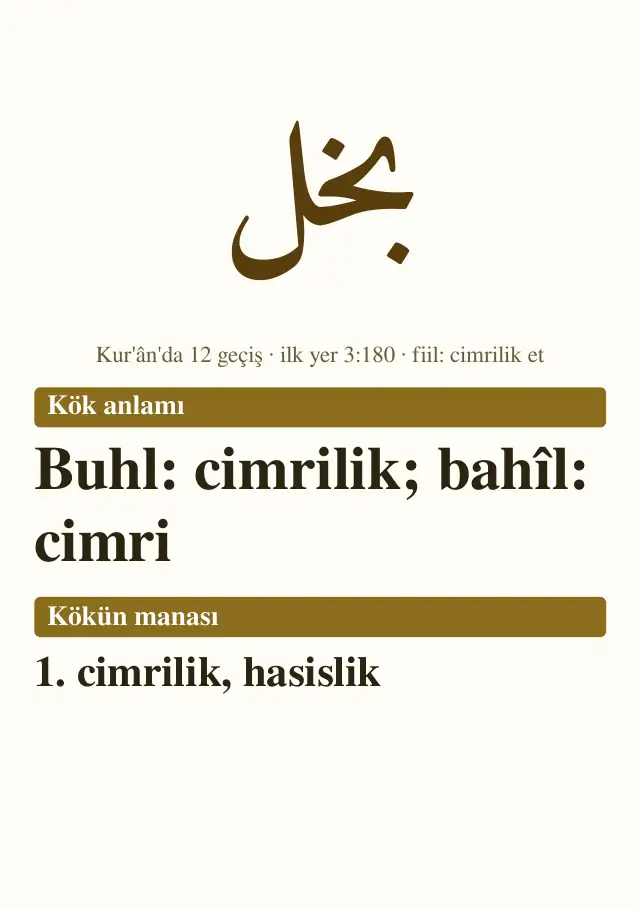 بخل
Kur'ân'da 12 geçiş · ilk yer 3:180 · fiil: cimrilik et
Kök anlamı
Buhl: cimrilik; bahîl:
cimri
Kökün manası
1. cimrilik, hasislik